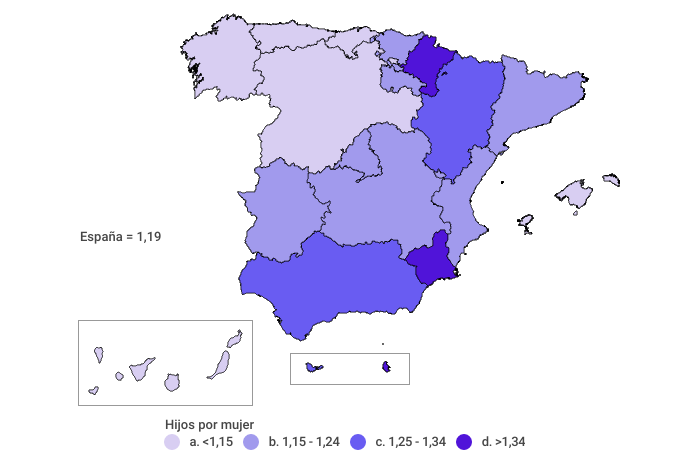 España = 1,19
Hijos por mujer
a. <1,15 b. 1,15 - 1,24 c. 1,25 - 1,34 d. >1,34